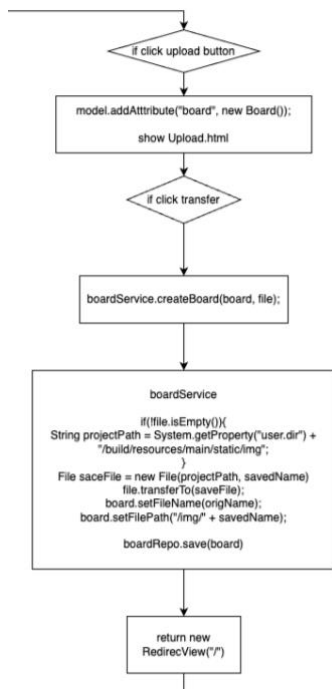 if click upload button
model.addAtttribute("board", new Board());
show Upload.html
if click transfer
boardService.createBoard(board, file);
boardService
if(!file.isEmpty()){
String projectPath = System.getProperty("user.dir") +
"/build/resources/main/static/img";
}
File saceFile = new File(projectPath, savedName)
file.transferTo(saveFile);
board.setFileName(origName);
board.setFilePath("/img/" + savedName);
boardRepo.save(board)
return new
RedirecView("/")